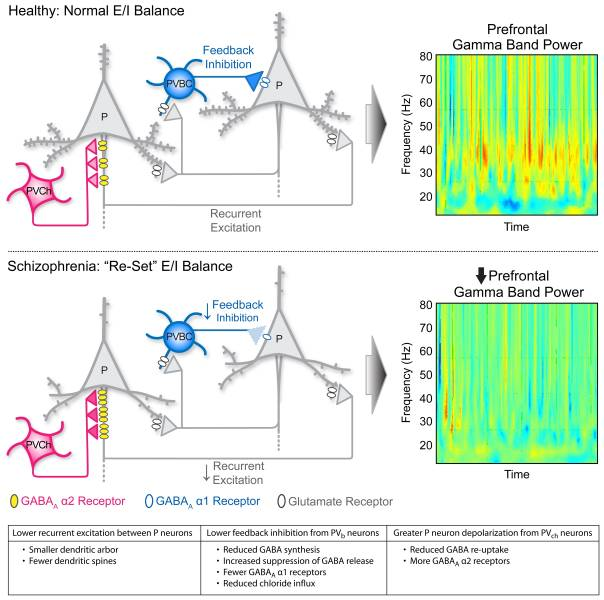 Healthy: Normal E/I Balance
Feedback
Inhibition
PVBC
P
P
PVCh
Recurrent
Excitation
Prefrontal
Gamma Band Power
Frequency (Hz)
80
70
60
50
40
30
20
Time
Schizophrenia: “Re-Set” E/I Balance
↓ Feedback
Inhibition
PVBC
P
P
PVCh
↓ Recurrent
Excitation
Prefrontal
Gamma Band Power
Frequency (Hz)
80
70
60
50
40
30
20
Time
GABAA α2 Receptor
GABAA α1 Receptor
Glutamate Receptor
Lower recurrent excitation between P neurons
• Smaller dendritic arbor
• Fewer dendritic spines
Lower feedback inhibition from PVb neurons
• Reduced GABA synthesis
• Increased suppression of GABA release
• Fewer GABAA α1 receptors
• Reduced chloride influx
Greater P neuron depolarization from PVch neurons
• Reduced GABA re-uptake
• More GABAA α2 receptors